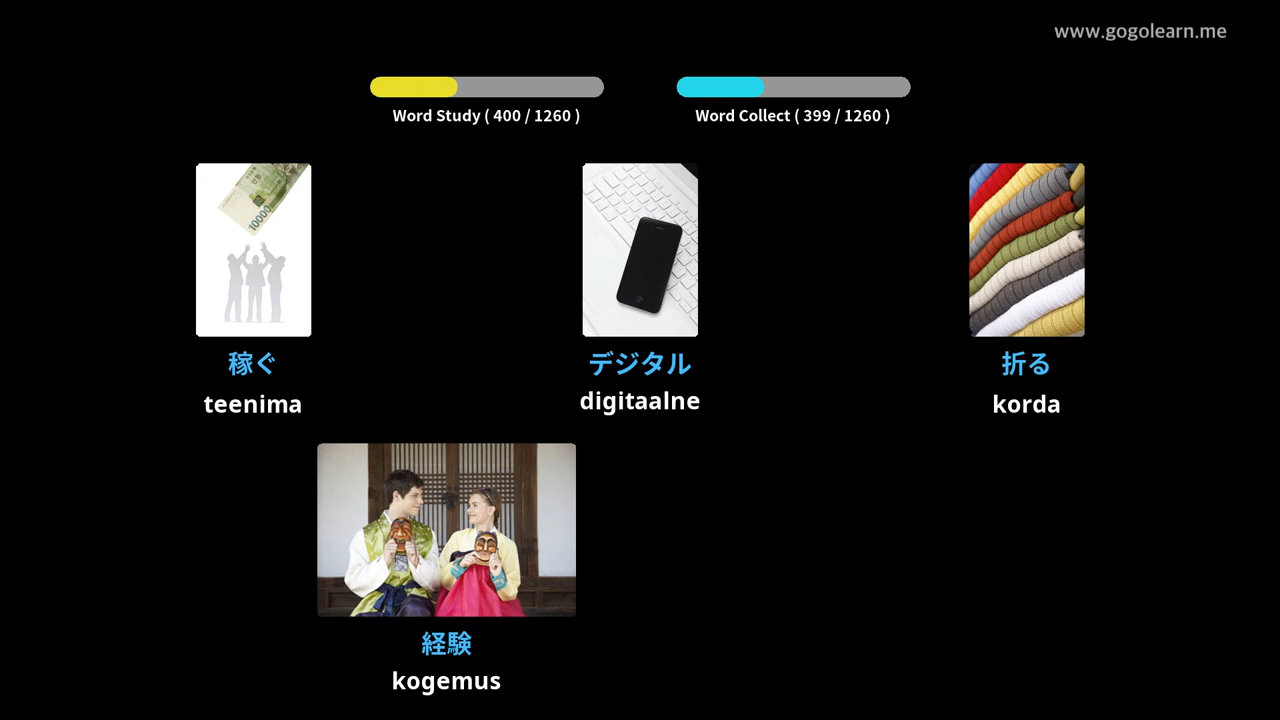 www.gogolearn.me
Word Study ( 400 / 1260 )
Word Collect ( 399 / 1260 )
10000
稼ぐ
teenima
デジタル
digitaalne
折る
korda
経験
kogemus